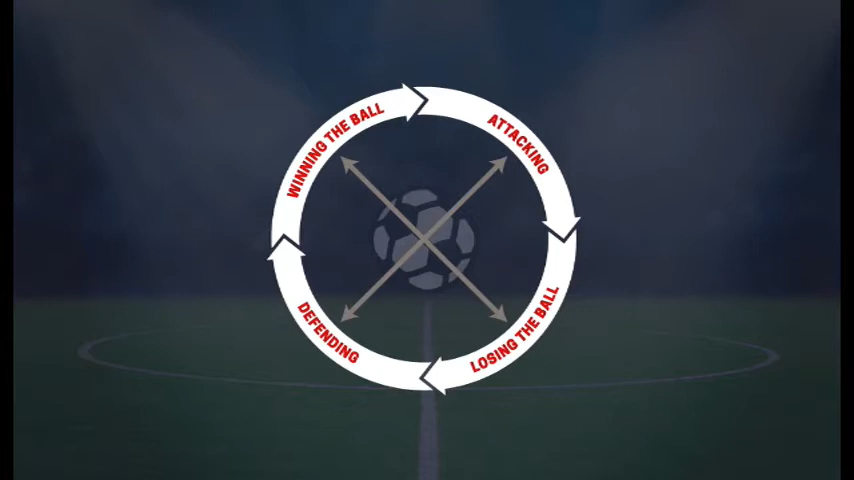 WINNING THE BALL
ATTACKING
DEFENDING
LOSING THE BALL